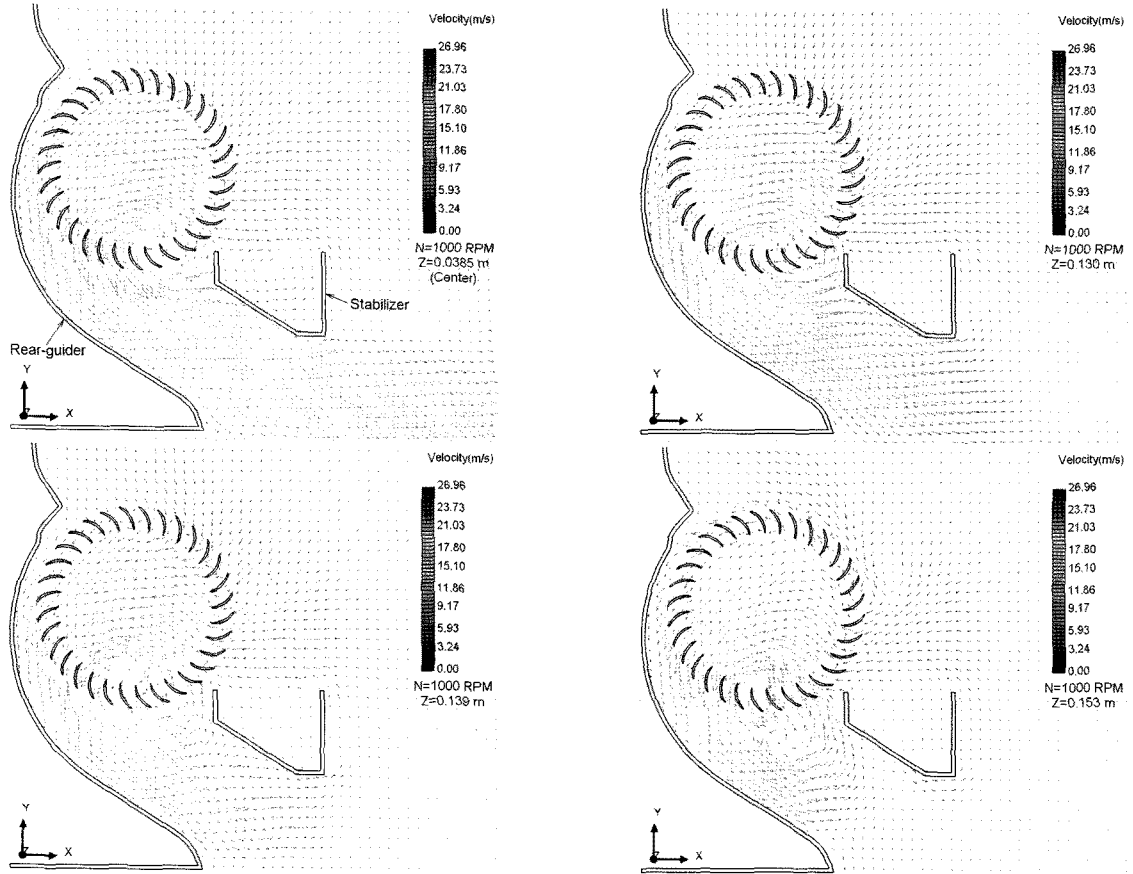 Velocity(m/s)
26.96
23.73
21.03
17.80
15.10
11.86
9.17
5.93
3.24
0.00
N=1000 RPM
Z=0.0385 m
(Center)
Stabilizer
Rear-guider
Y
Z
X
Velocity(m/s)
26.96
23.73
21.03
17.80
15.10
11.86
9.17
5.93
3.24
0.00
N=1000 RPM
Z=0.130 m
Y
Z
X
Velocity(m/s)
26.96
23.73
21.03
17.80
15.10
11.86
9.17
5.93
3.24
0.00
N=1000 RPM
Z=0.139 m
Y
Z
X
Velocity(m/s)
26.96
23.73
21.03
17.80
15.10
11.86
9.17
5.93
3.24
0.00
N=1000 RPM
Z=0.153 m
Y
Z
X